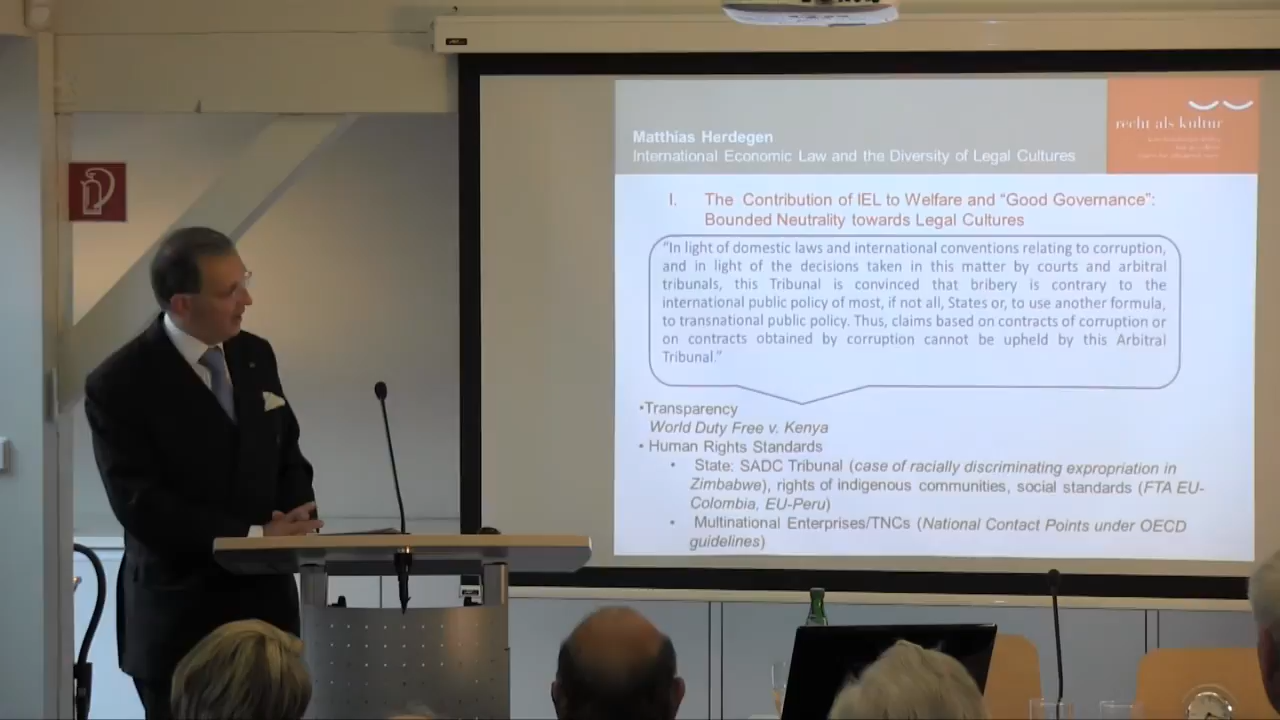 Matthias Herdegen
International Economic Law and the Diversity of Legal Cultures
recht als kultur
I. The Contribution of IEL to Welfare and “Good Governance”:
Bounded Neutrality towards Legal Cultures
“In light of domestic laws and international conventions relating to corruption,
and in light of the decisions taken in this matter by courts and arbitral
tribunals, this Tribunal is convinced that bribery is contrary to the
international public policy of most, if not all, States or, to use another formula,
to transnational public policy. Thus, claims based on contracts of corruption or
on contracts obtained by corruption cannot be upheld by this Arbitral
Tribunal.”
•Transparency
World Duty Free v. Kenya
• Human Rights Standards
• State: SADC Tribunal (case of racially discriminating expropriation in
Zimbabwe), rights of indigenous communities, social standards (FTA EU-
Colombia, EU-Peru)
• Multinational Enterprises/TNCs (National Contact Points under OECD
guidelines)